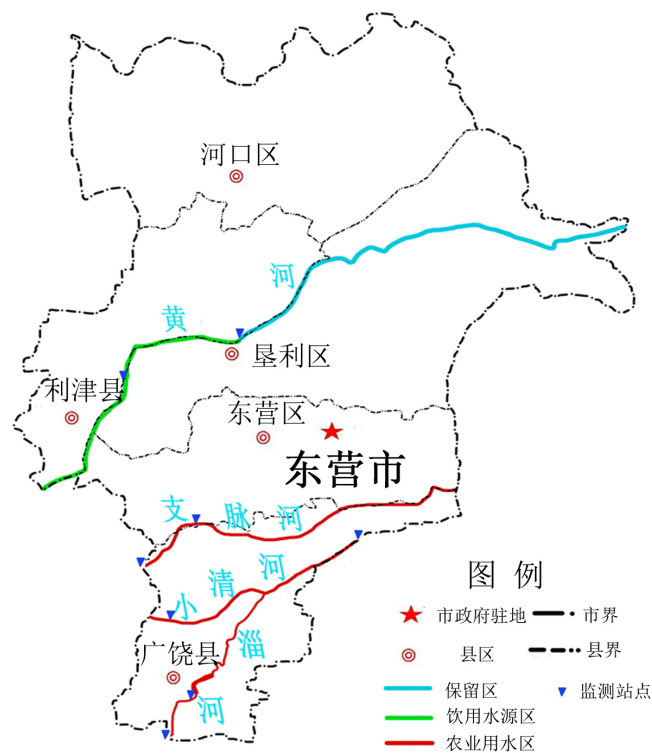 河口区
黄河
垦利区
利津县
东营区
东营市
支脉河
小清河
广饶县
淄河
图例
市政府驻地
市界
县区
县界
保留区
监测站点
饮用水源区
农业用水区